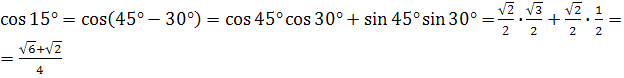 cos 15° = cos(45° − 30°) = cos 45° cos 30° + sin 45° sin 30° = √2/2 · √3/2 + √2/2 · 1/2 =
= (√6+√2)/4